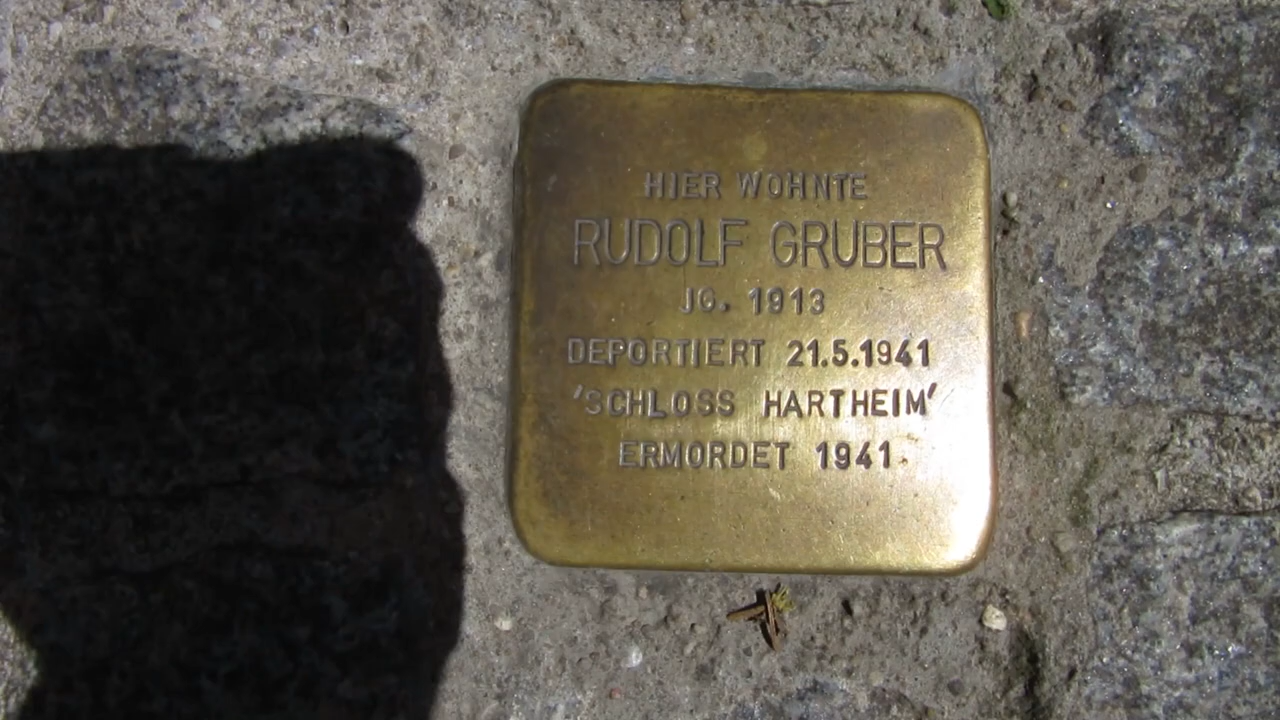 HIER WOHNTE
RUDOLF GRUBER
JG. 1913
DEPORTIERT 21.5.1941
'SCHLOSS HARTHEIM'
ERMORDET 1941